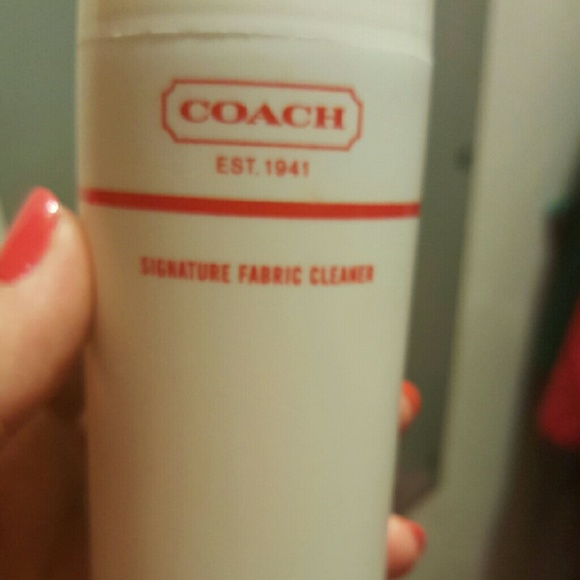 COACH
EST. 1941
SIGNATURE FABRIC CLEANER